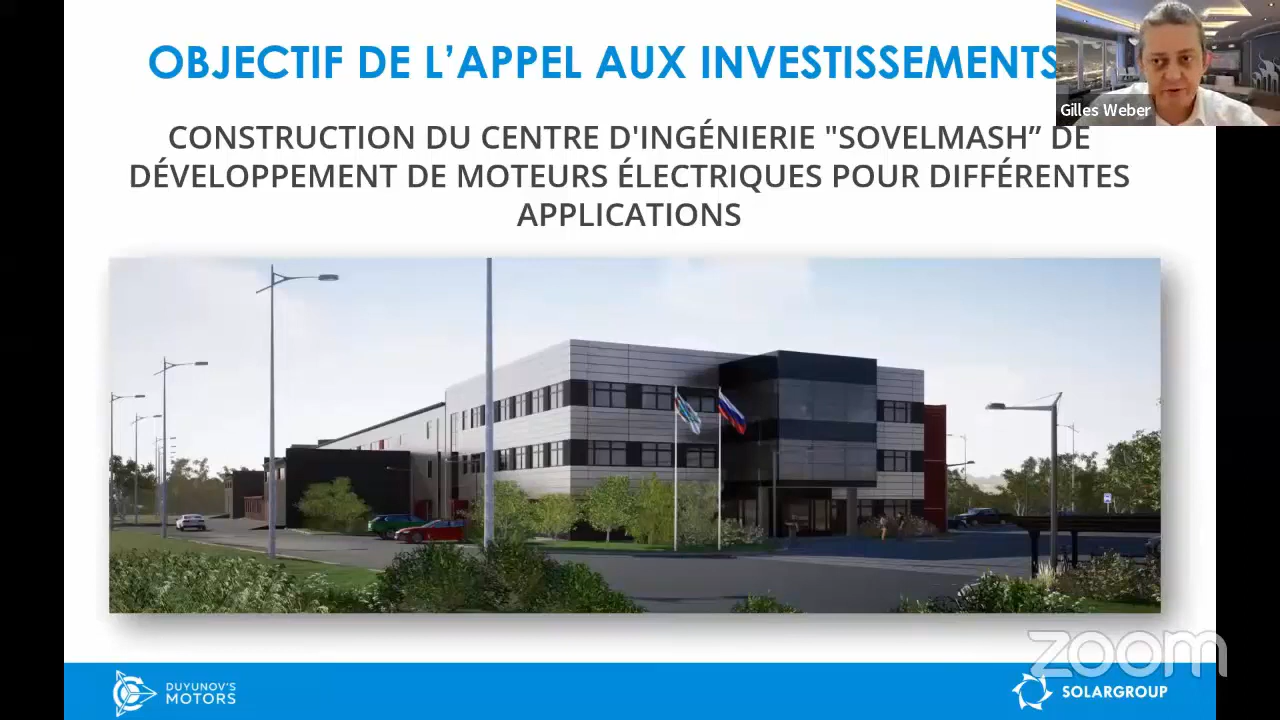 OBJECTIF DE L’APPEL AUX INVESTISSEMENTS
Gilles Weber
CONSTRUCTION DU CENTRE D'INGÉNIERIE "SOVELMASH” DE
DÉVELOPPEMENT DE MOTEURS ÉLECTRIQUES POUR DIFFÉRENTES
APPLICATIONS
zoom
DUYUNOV'S
MOTORS
SOLARGROUP